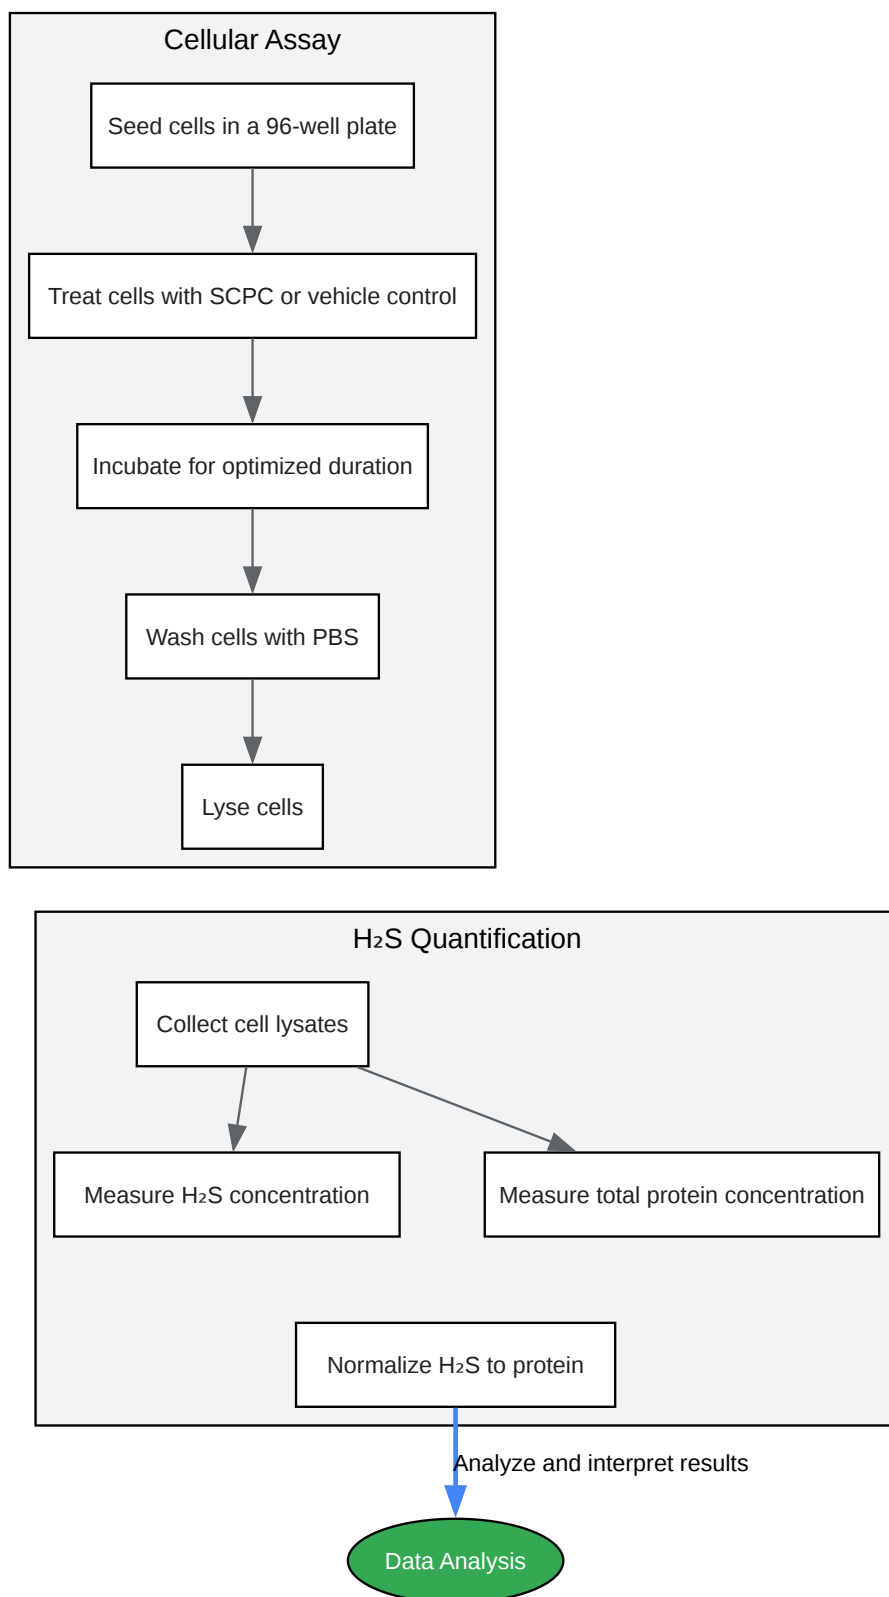 Cellular Assay
Seed cells in a 96-well plate
Treat cells with SCPC or vehicle control
Incubate for optimized duration
Wash cells with PBS
Lyse cells
H₂S Quantification
Collect cell lysates
Measure H₂S concentration
Measure total protein concentration
Normalize H₂S to protein
Analyze and interpret results
Data Analysis